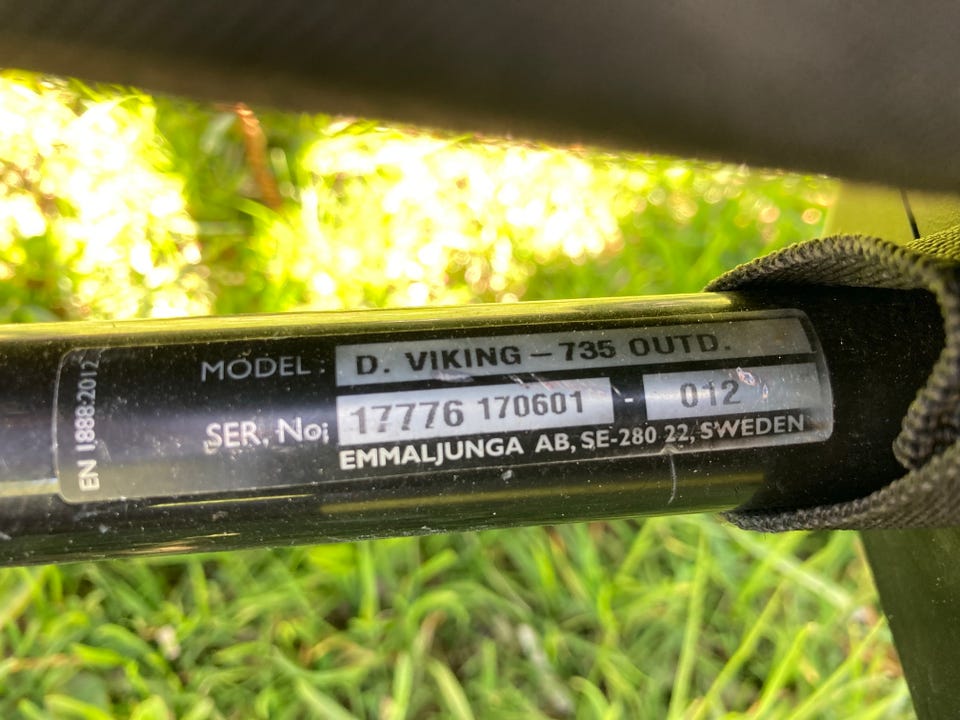 EN 1888:2012
MODEL : D. VIKING – 735 OUTD.
SER. No: 17776 170601 - 012
EMMALJUNGA AB, SE-280 22, SWEDEN